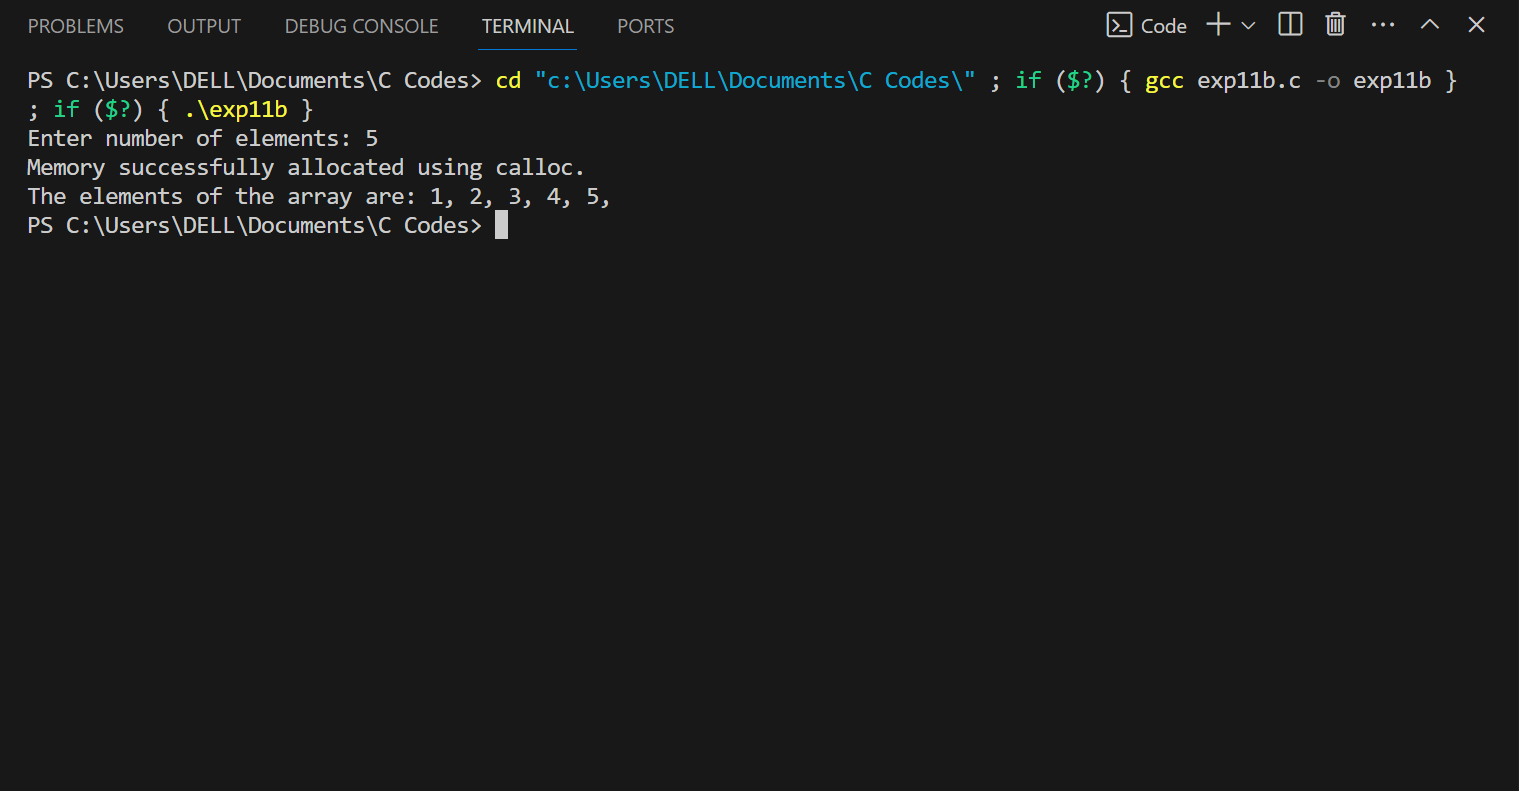 PROBLEMS OUTPUT DEBUG CONSOLE TERMINAL PORTS Code
PS C:\Users\DELL\Documents\C Codes> cd "c:\Users\DELL\Documents\C Codes\" ; if ($?) { gcc exp11b.c -o exp11b }
; if ($?) { .\exp11b }
Enter number of elements: 5
Memory successfully allocated using calloc.
The elements of the array are: 1, 2, 3, 4, 5,
PS C:\Users\DELL\Documents\C Codes>